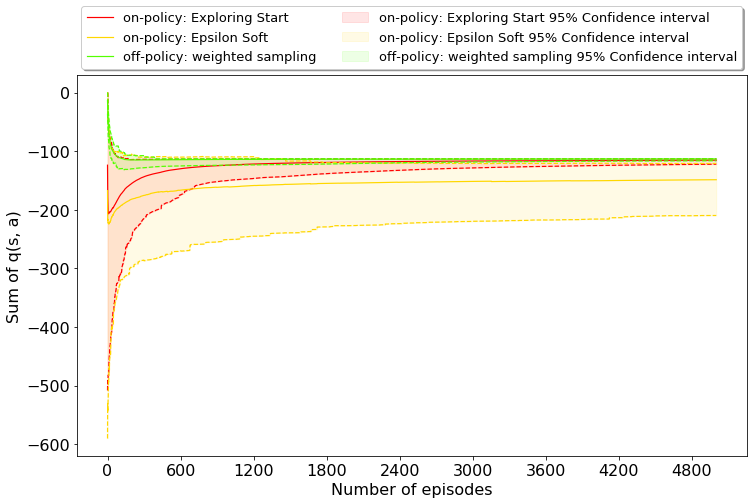 on-policy: Exploring Start
on-policy: Epsilon Soft
off-policy: weighted sampling
on-policy: Exploring Start 95% Confidence interval
on-policy: Epsilon Soft 95% Confidence interval
off-policy: weighted sampling 95% Confidence interval
Sum of q(s, a)
0
−100
−200
−300
−400
−500
−600
0 600 1200 1800 2400 3000 3600 4200 4800
Number of episodes